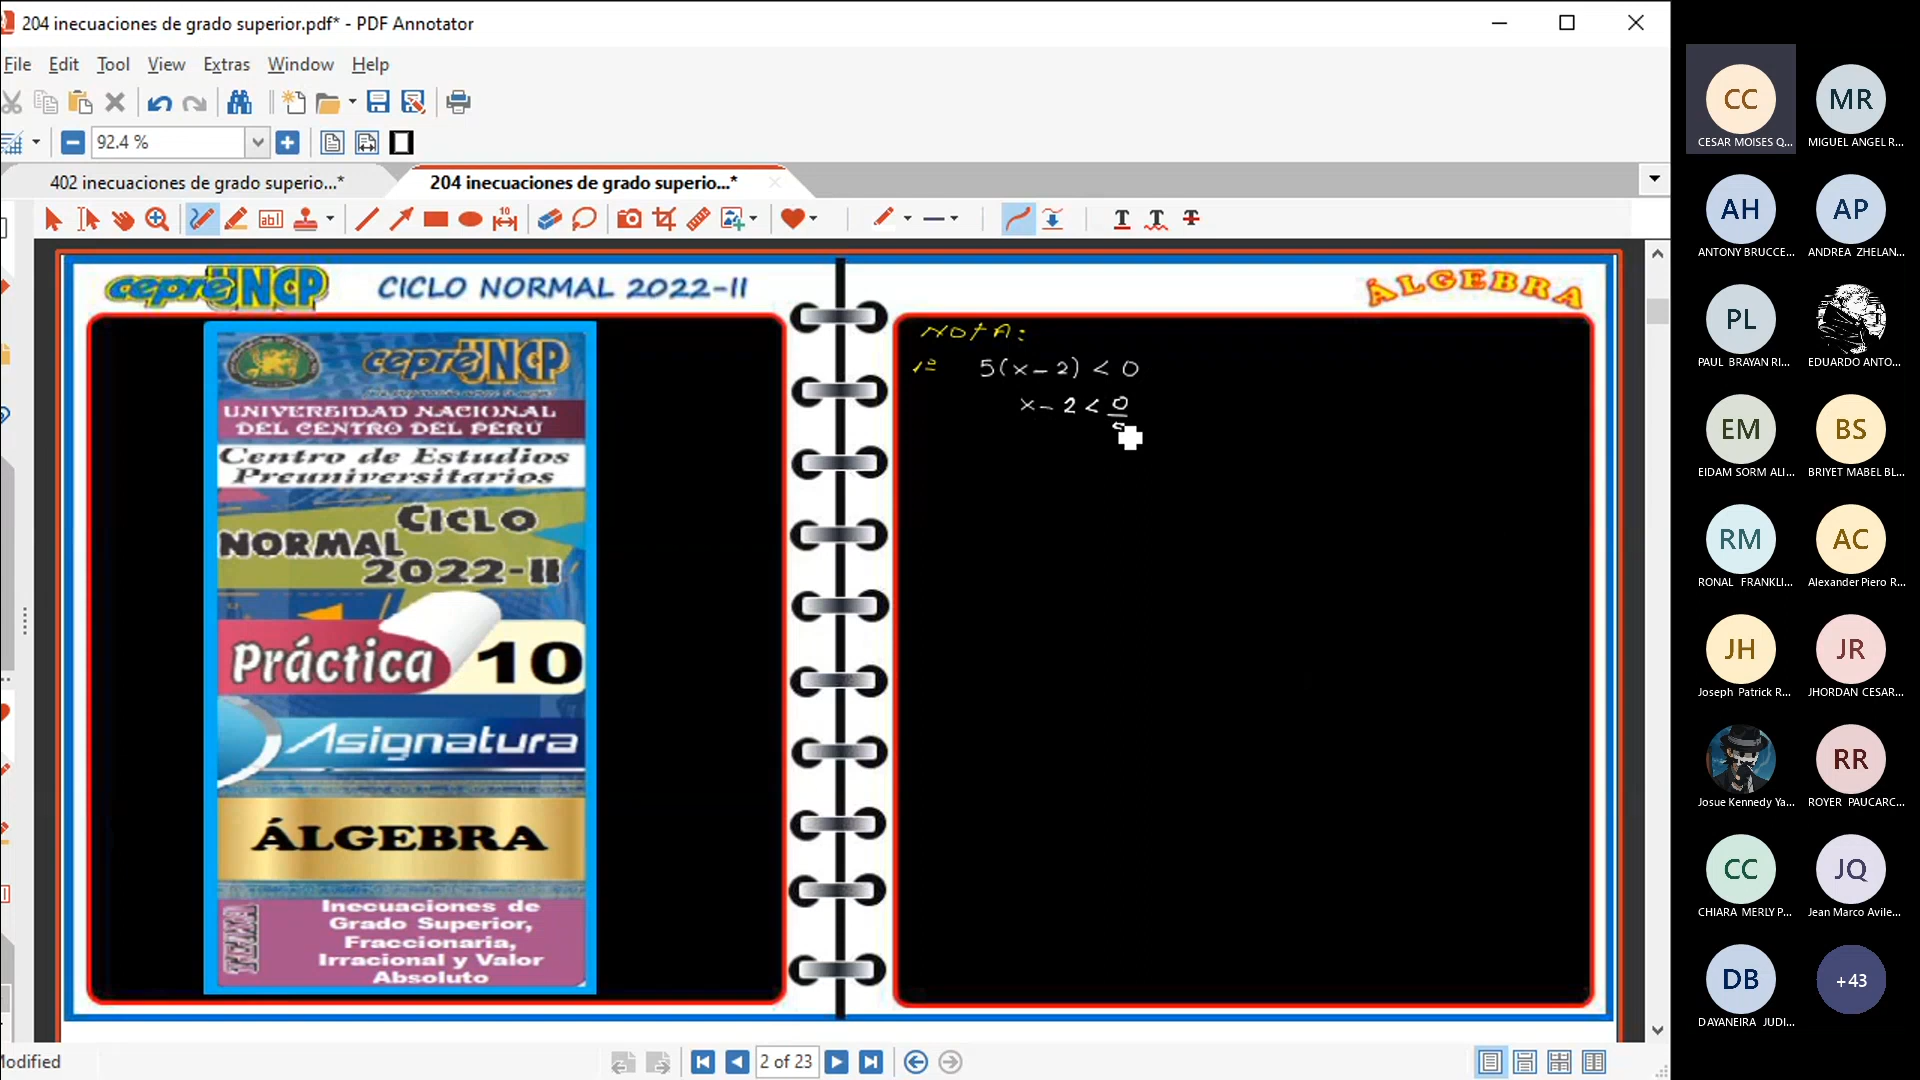 204 inecuaciones de grado superior.pdf* - PDF Annotator
File Edit Tool View Extras Window Help
92.4 %
402 inecuaciones de grado superio...*
204 inecuaciones de grado superio...*
cepreUNCP
CICLO NORMAL 2022-II
ÁLGEBRA
cepreUNCP
UNIVERSIDAD NACIONAL
DEL CENTRO DEL PERÚ
Centro de Estudios
Preuniversitarios
CICLO
NORMAL
2022-II
Práctica 10
Asignatura
ÁLGEBRA
TEMA
Inecuaciones de
Grado Superior,
Fraccionaria,
Irracional y Valor
Absoluto
NOTA:
1º 5(x-2) < 0
x-2 < 0
2 of 23
CC
MR
CESAR MOISES Q...
MIGUEL ANGEL R...
AH
AP
ANTONY BRUCCE...
ANDREA ZHELAN...
PL
PAUL BRAYAN RI...
EDUARDO ANTO...
EM
BS
EIDAM SORM ALI...
BRIYET MABEL BL...
RM
AC
RONAL FRANKLI...
Alexander Piero R...
JH
JR
Joseph Patrick R...
JHORDAN CESAR...
RR
Josue Kennedy Ya...
ROYER PAUCARC...
CC
JQ
CHIARA MERLY P...
Jean Marco Avile...
DB
+43
DAYANEIRA JUDI...